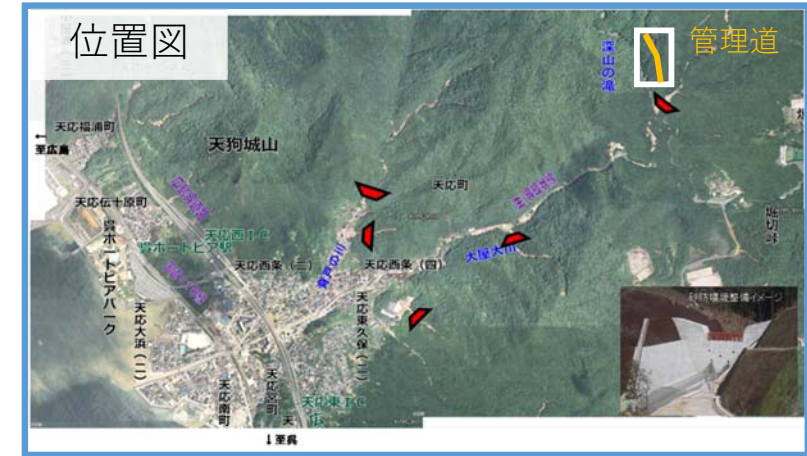 位置図
深山の滝
管理道
天応福浦町
←
至広島
天狗城山
天応町
天応伝十原町
堀切峠
天応西IC
呉ポートピア駅
天応西条（二）
天応西条（四）
大屋大川
呉ポートピアパーク
天応大浜（二）
天応東久保（二）
砂防堰堤整備イメージ
天応南町
天応宮町
天応東IC
↓至呉